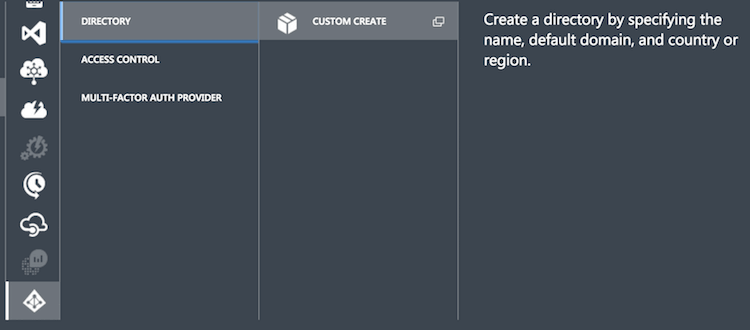 DIRECTORY
ACCESS CONTROL
MULTI-FACTOR AUTH PROVIDER
CUSTOM CREATE
Create a directory by specifying the
name, default domain, and country or
region.